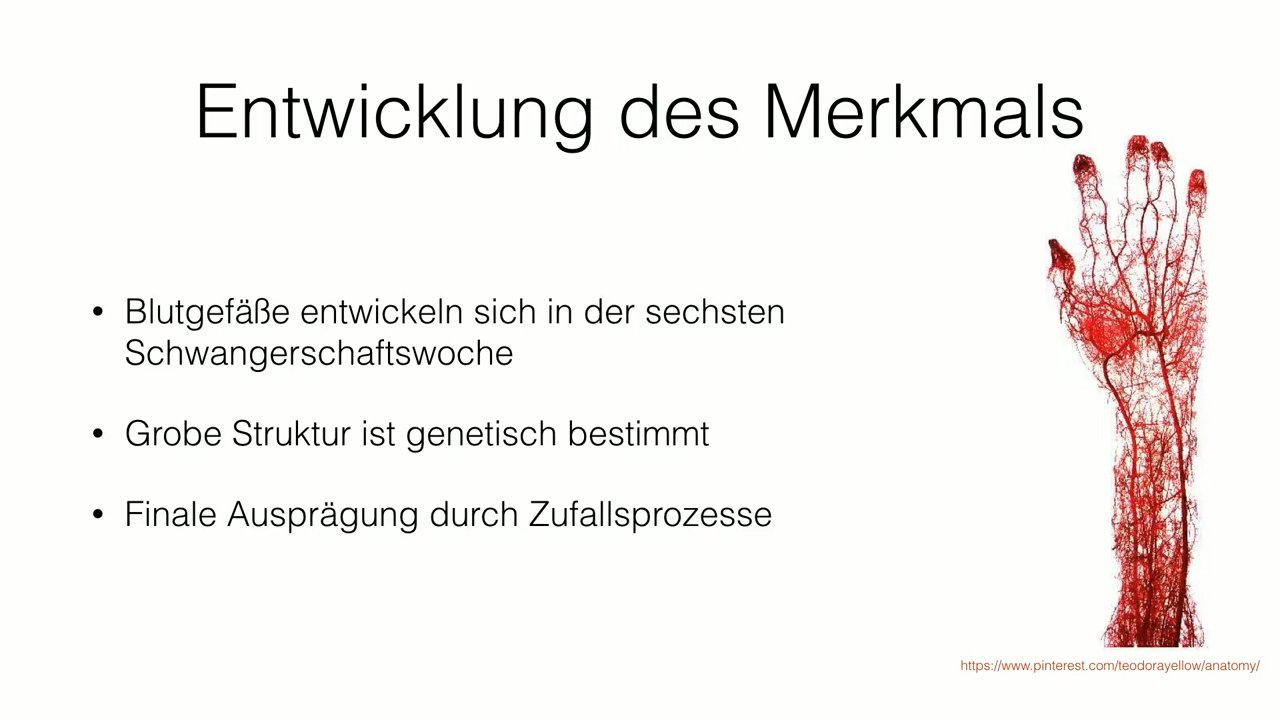 Entwicklung des Merkmals
• Blutgefäße entwickeln sich in der sechsten
Schwangerschaftswoche
• Grobe Struktur ist genetisch bestimmt
• Finale Ausprägung durch Zufallsprozesse
https://www.pinterest.com/teodorayellow/anatomy/